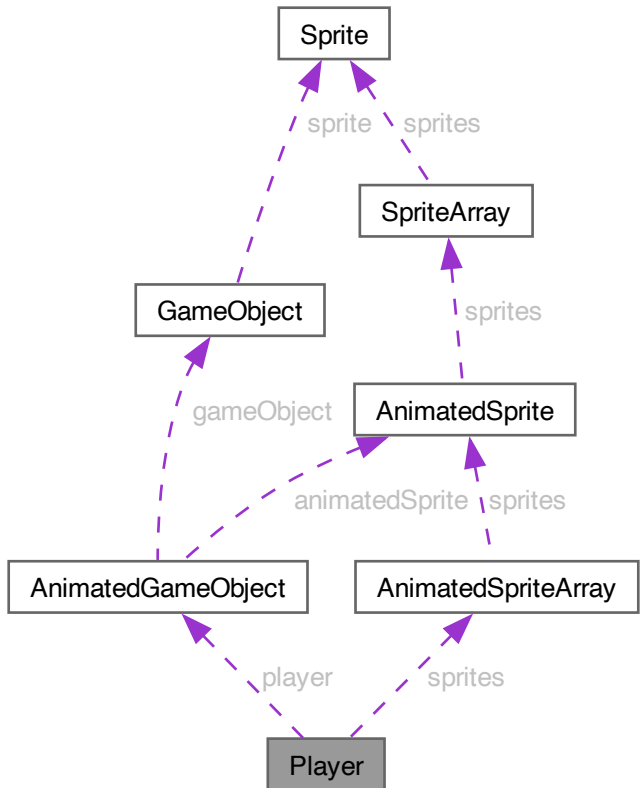 Sprite
sprite
sprites
SpriteArray
GameObject
sprites
gameObject
AnimatedSprite
animatedSprite
sprites
AnimatedGameObject
AnimatedSpriteArray
player
sprites
Player